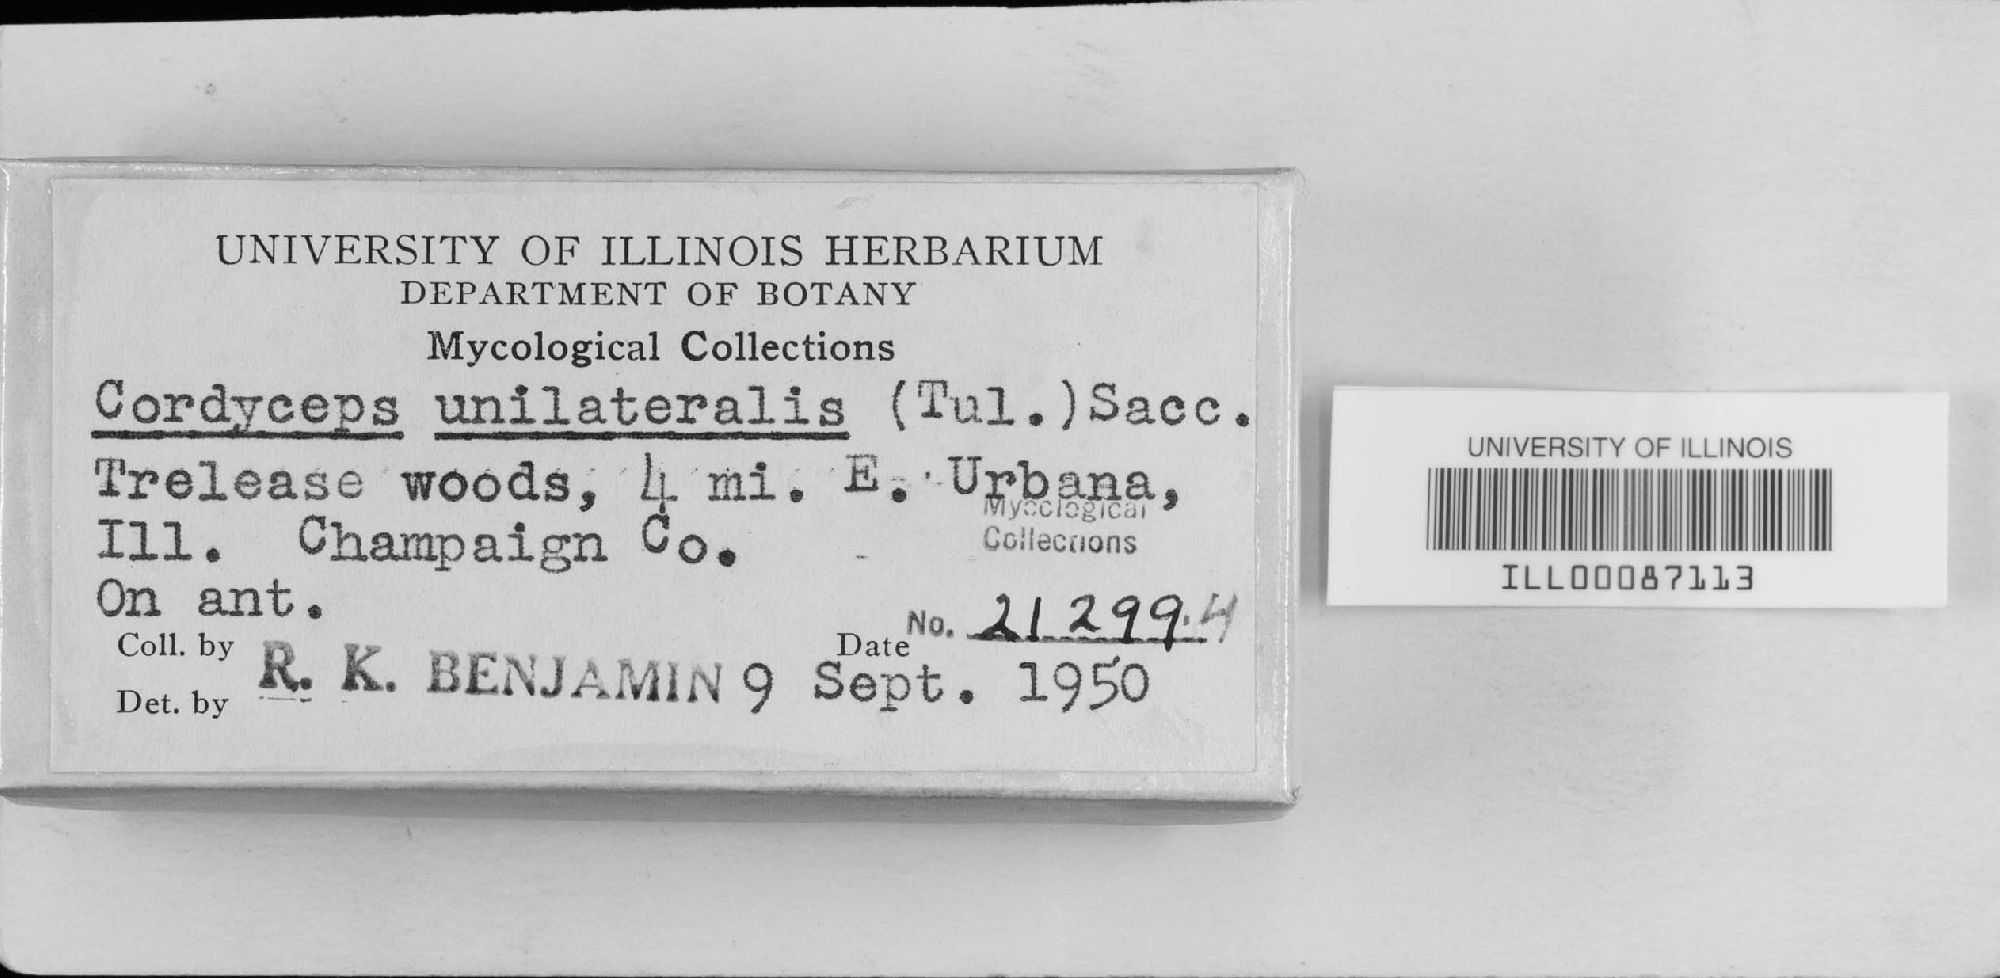 UNIVERSITY OF ILLINOIS HERBARIUM
DEPARTMENT OF BOTANY
Mycological Collections
Cordyceps unilateralis (Tul.) Sacc.
Trelease woods, 4 mi. E. Urbana,
Ill. Champaign Co.
Mycological
Collections
On ant.
No. 21299.4
Coll. by
Date
R. K. BENJAMIN 9 Sept. 1950
Det. by
UNIVERSITY OF ILLINOIS
ILL00087113